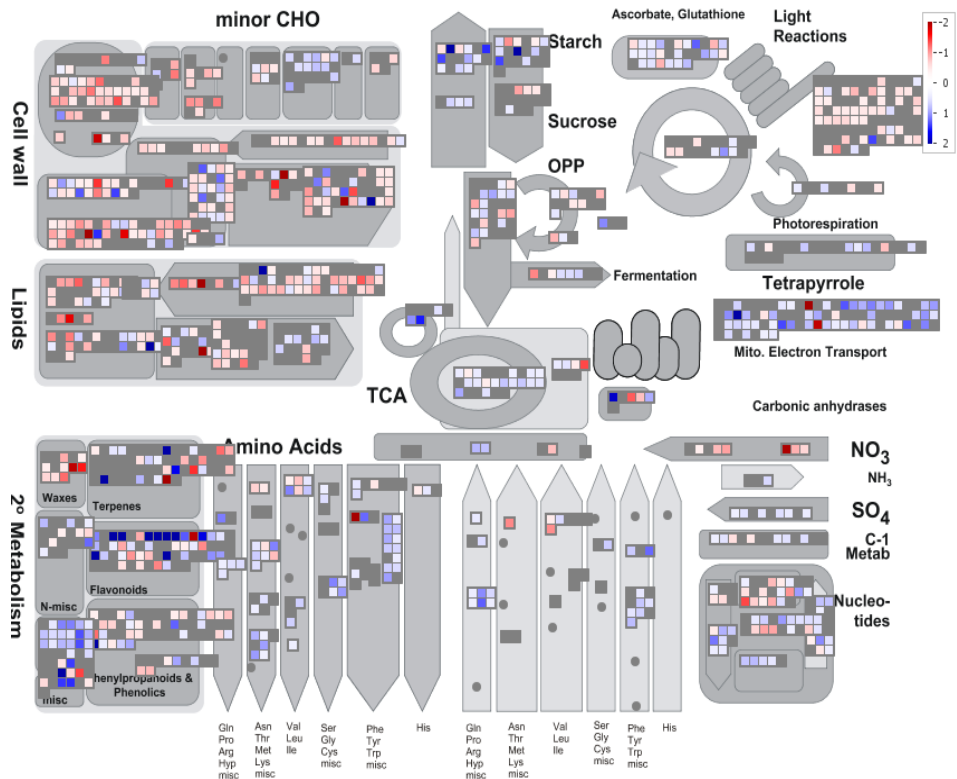 minor CHO
Ascorbate, Glutathione
Light
Reactions
-2
-1
0
1
2
Starch
Sucrose
Cell wall
OPP
Photorespiration
Fermentation
Tetrapyrrole
Lipids
Mito. Electron Transport
TCA
Carbonic anhydrases
Amino Acids
NO3
NH3
SO4
C-1
Metab
Waxes
Terpenes
2º Metabolism
Flavonoids
N-misc
Nucleo-
tides
henylpropanoids &
Phenolics
misc
Gln
Pro
Arg
Hyp
misc
Asn
Thr
Met
Lys
misc
Val
Leu
Ile
Ser
Gly
Cys
misc
Phe
Tyr
Trp
misc
His
Gln
Pro
Arg
Hyp
misc
Asn
Thr
Met
Lys
misc
Val
Leu
Ile
Ser
Gly
Cys
misc
Phe
Tyr
Trp
misc
His